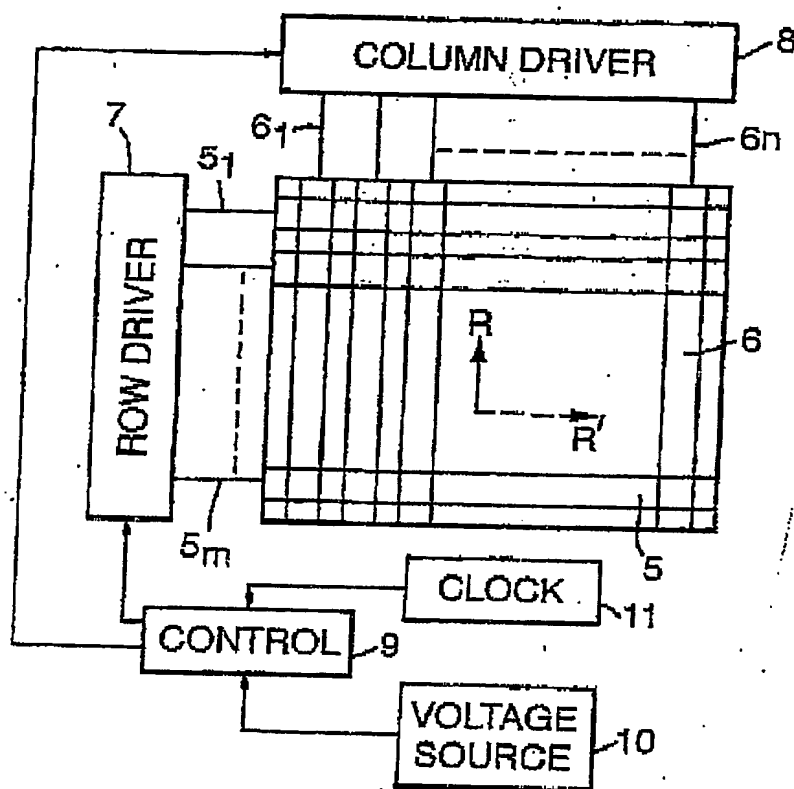 COLUMN DRIVER
8
7
5₁
6₁
6n
ROW DRIVER
R
R'
6
5
5m
CLOCK
11
CONTROL
9
VOLTAGE
SOURCE
10